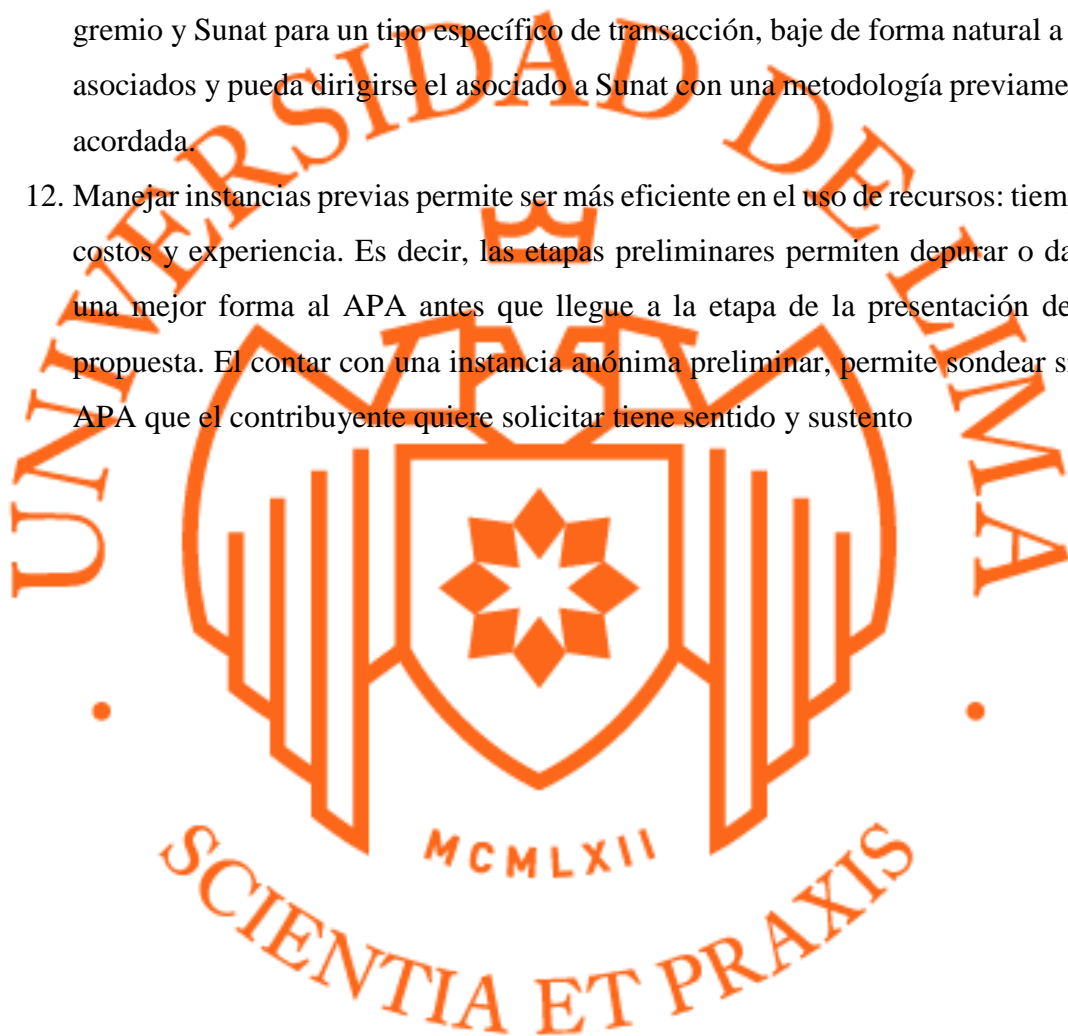 gremio y Sunat para un tipo específico de transacción, baje de forma natural a
asociados y pueda dirigirse el asociado a Sunat con una metodología previame
acordada.
12. Manejar instancias previas permite ser más eficiente en el uso de recursos: tiem
costos y experiencia. Es decir, las etapas preliminares permiten depurar o da
una mejor forma al APA antes que llegue a la etapa de la presentación de
propuesta. El contar con una instancia anónima preliminar, permite sondear s
APA que el contribuyente quiere solicitar tiene sentido y sustento
UNIVERSIDAD DE LIMA
MCMLXII
SCIENTIA ET PRAXIS